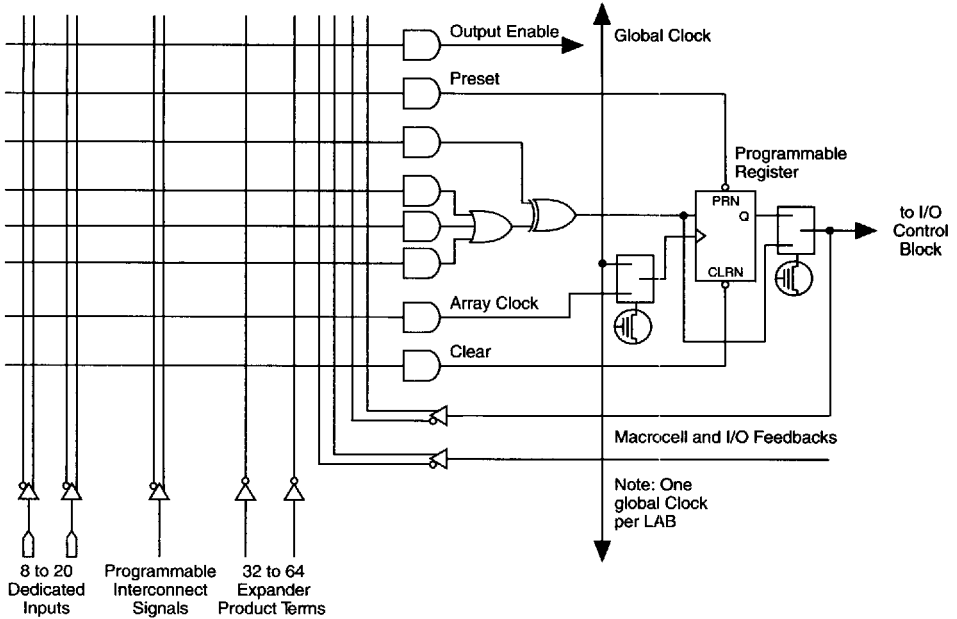 Output Enable
Global Clock
Preset
Programmable
Register
PRN
Q
to I/O
Control
Block
CLRN
Array Clock
Clear
Macrocell and I/O Feedbacks
Note: One
global Clock
per LAB
8 to 20
Dedicated
Inputs
Programmable
Interconnect
Signals
32 to 64
Expander
Product Terms